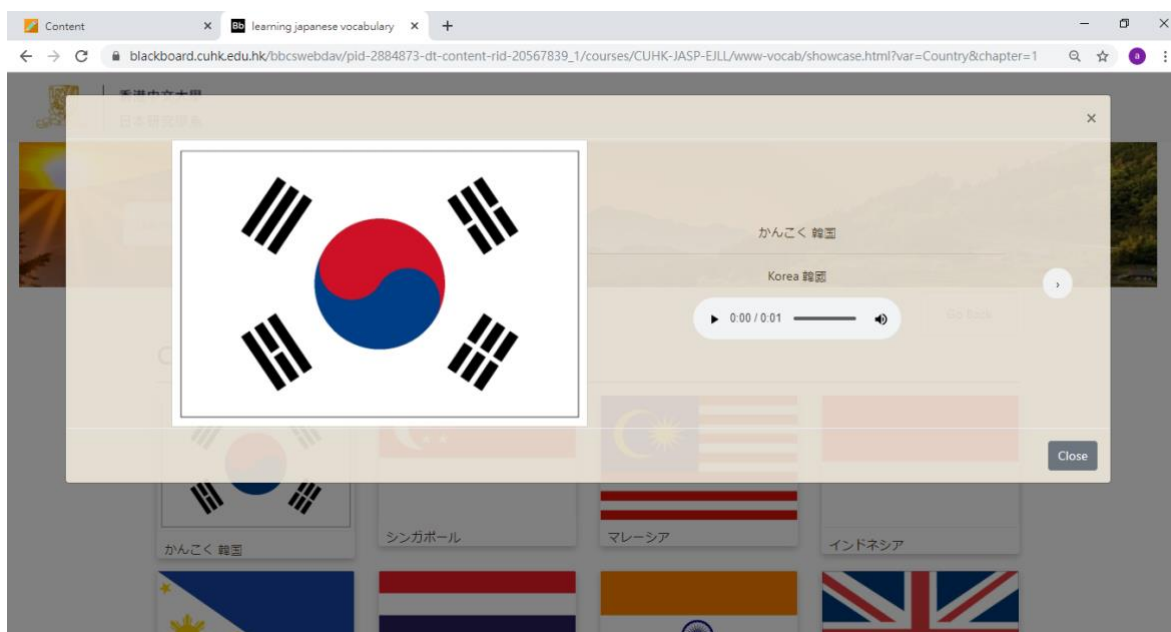 Content
learning japanese vocabulary
blackboard.cuhk.edu.hk/bbcswebdav/pid-2884873-dt-content-rid-20567839_1/courses/CUHK-JASP-EJLL/www-vocab/showcase.html?var=Country&chapter=1
a
香港中文大學
日本研究學系
×
かんこく 韓国
Korea 韓國
0:00 / 0:01
Go Back
Close
かんこく 韓国
シンガポール
マレーシア
インドネシア